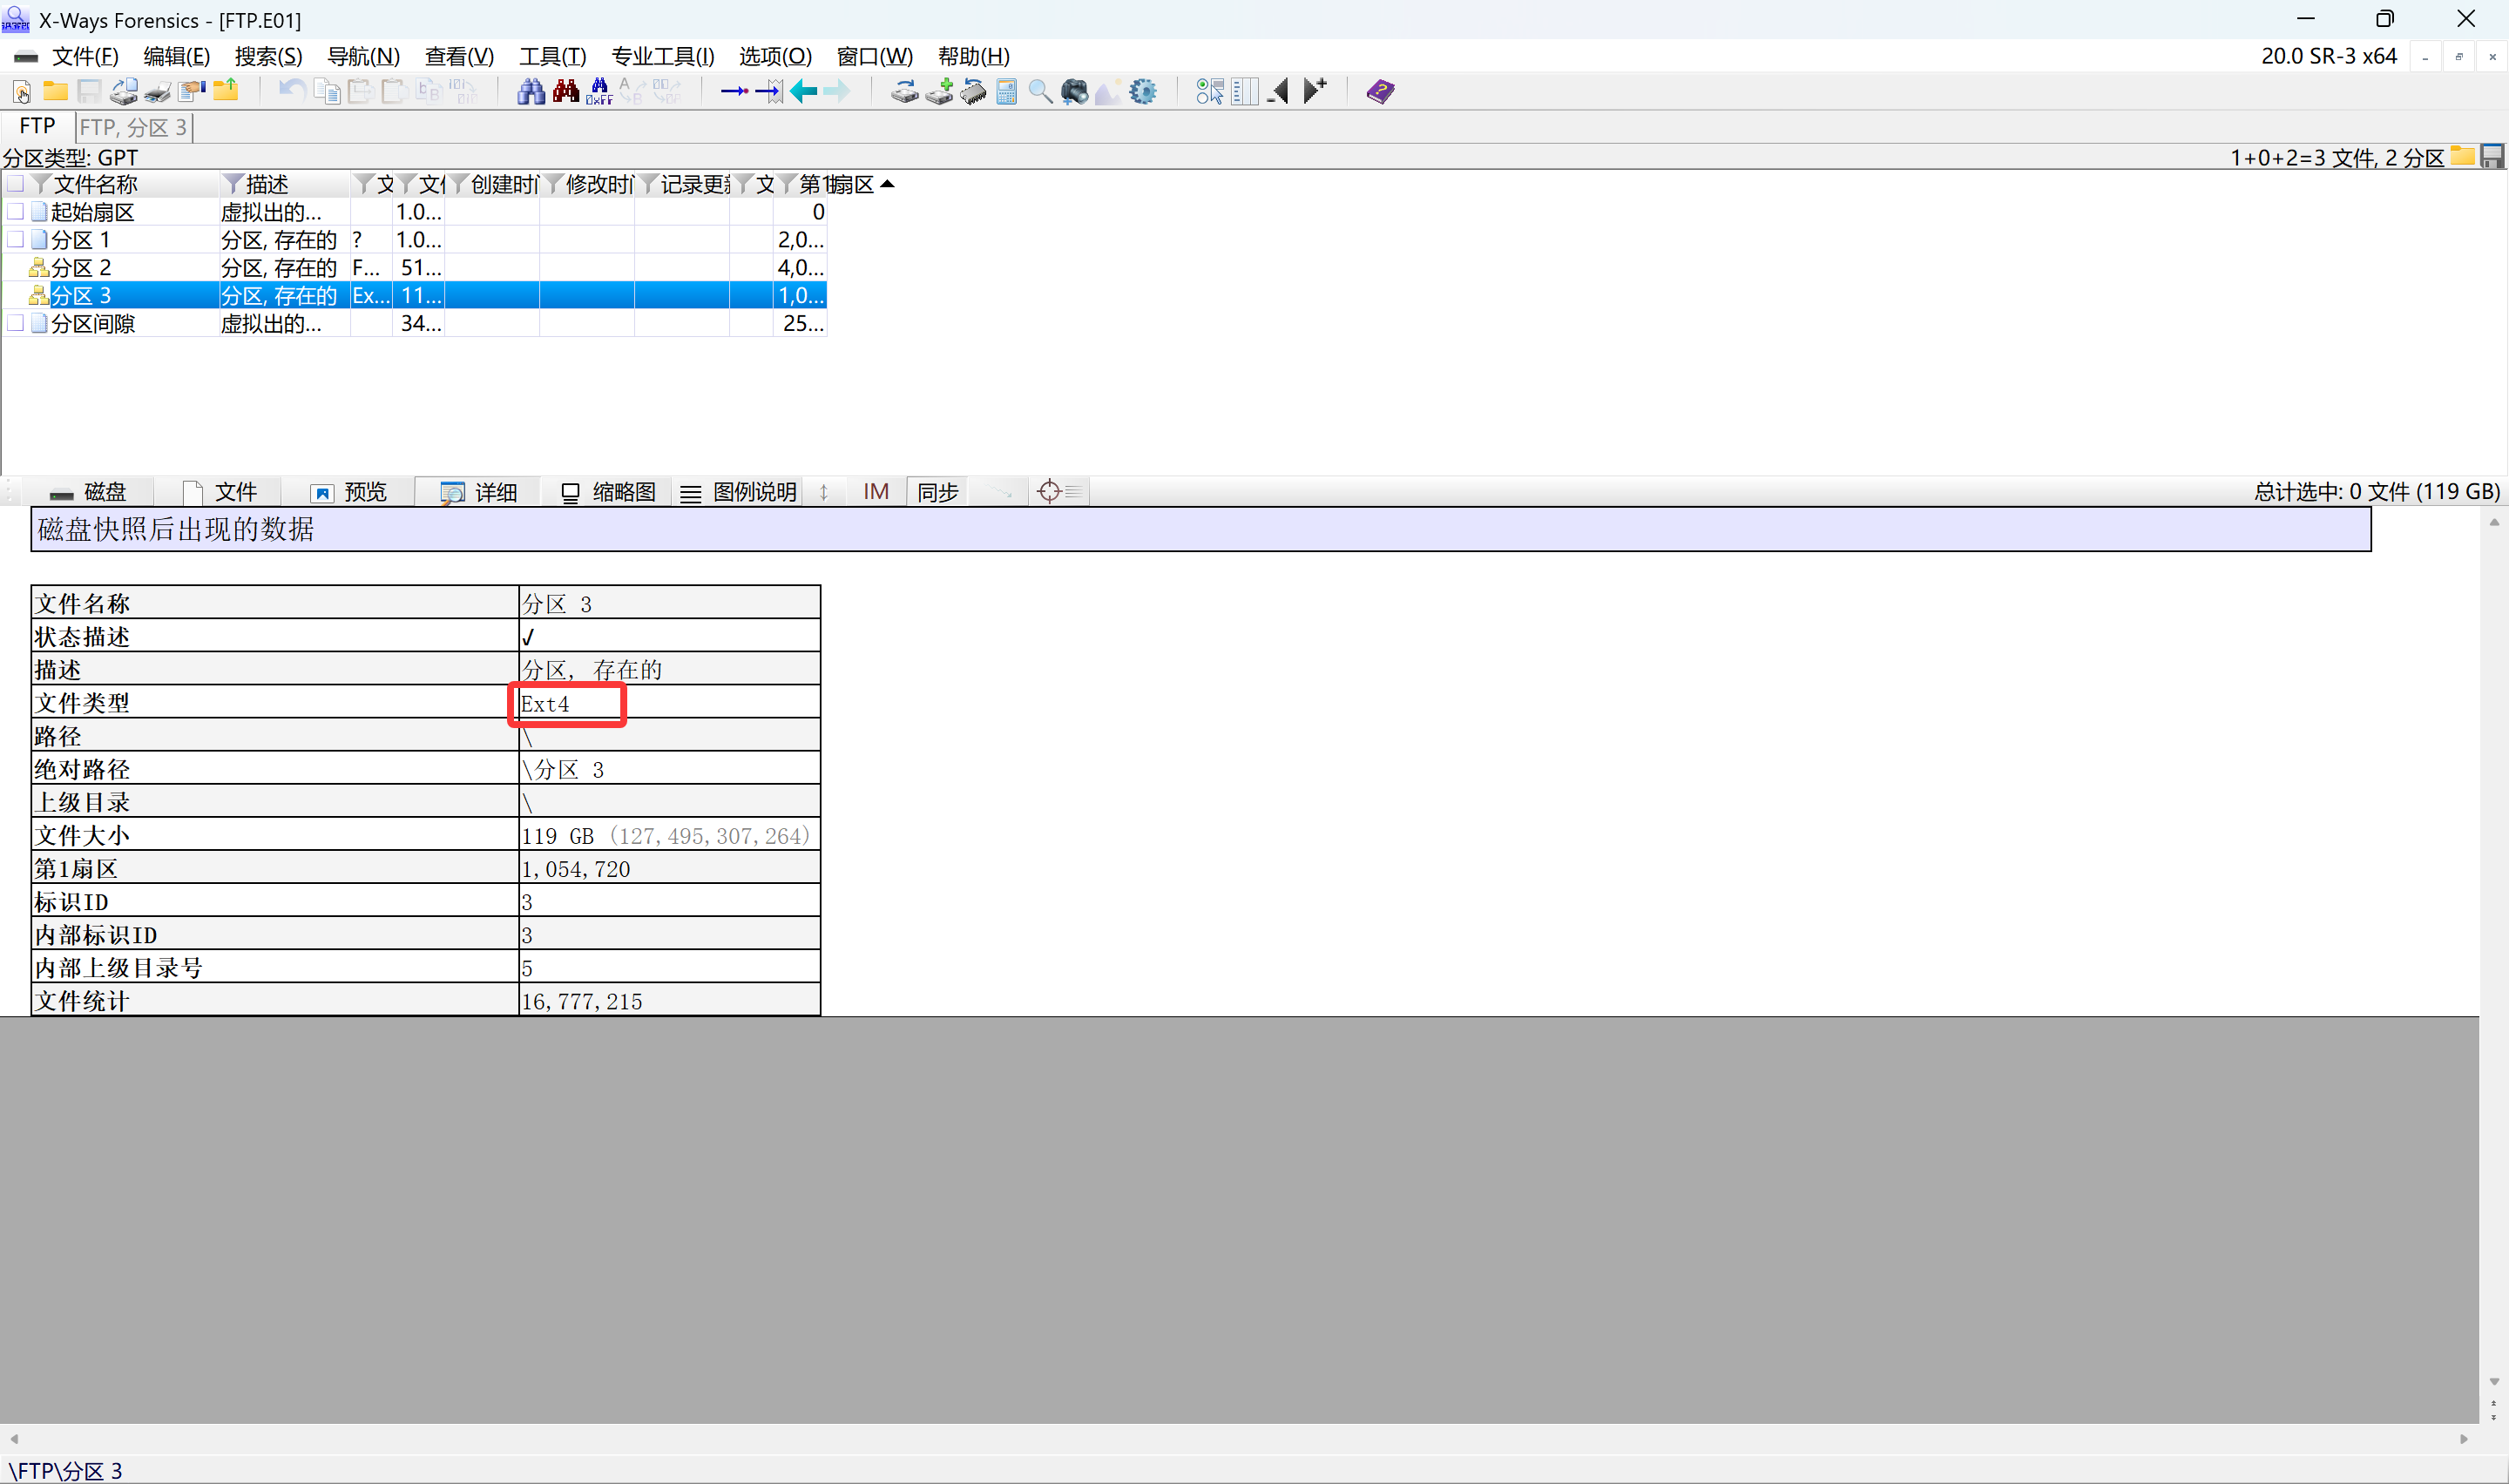 X-Ways Forensics - [FTP.E01]
文件(F) 编辑(E) 搜索(S) 导航(N) 查看(V) 工具(T) 专业工具(I) 选项(O) 窗口(W) 帮助(H) 20.0 SR-3 x64
FTP FTP, 分区 3
分区类型: GPT 1+0+2=3 文件, 2 分区
文件名称 描述 文 文 创建时 修改时 记录更 文 第1扇区
起始扇区 虚拟出的... 1.0... 0
分区 1 分区, 存在的 ? 1.0... 2,0...
分区 2 分区, 存在的 F... 51... 4,0...
分区 3 分区, 存在的 Ex... 11... 1,0...
分区间隙 虚拟出的... 34... 25...
磁盘 文件 预览 详细 缩略图 图例说明 IM 同步 总计选中: 0 文件 (119 GB)
磁盘快照后出现的数据
文件名称 分区 3
状态描述 √
描述 分区, 存在的
文件类型 Ext4
路径 \
绝对路径 \分区 3
上级目录 \
文件大小 119 GB (127,495,307,264)
第1扇区 1,054,720
标识ID 3
内部标识ID 3
内部上级目录号 5
文件统计 16,777,215
\FTP\分区 3